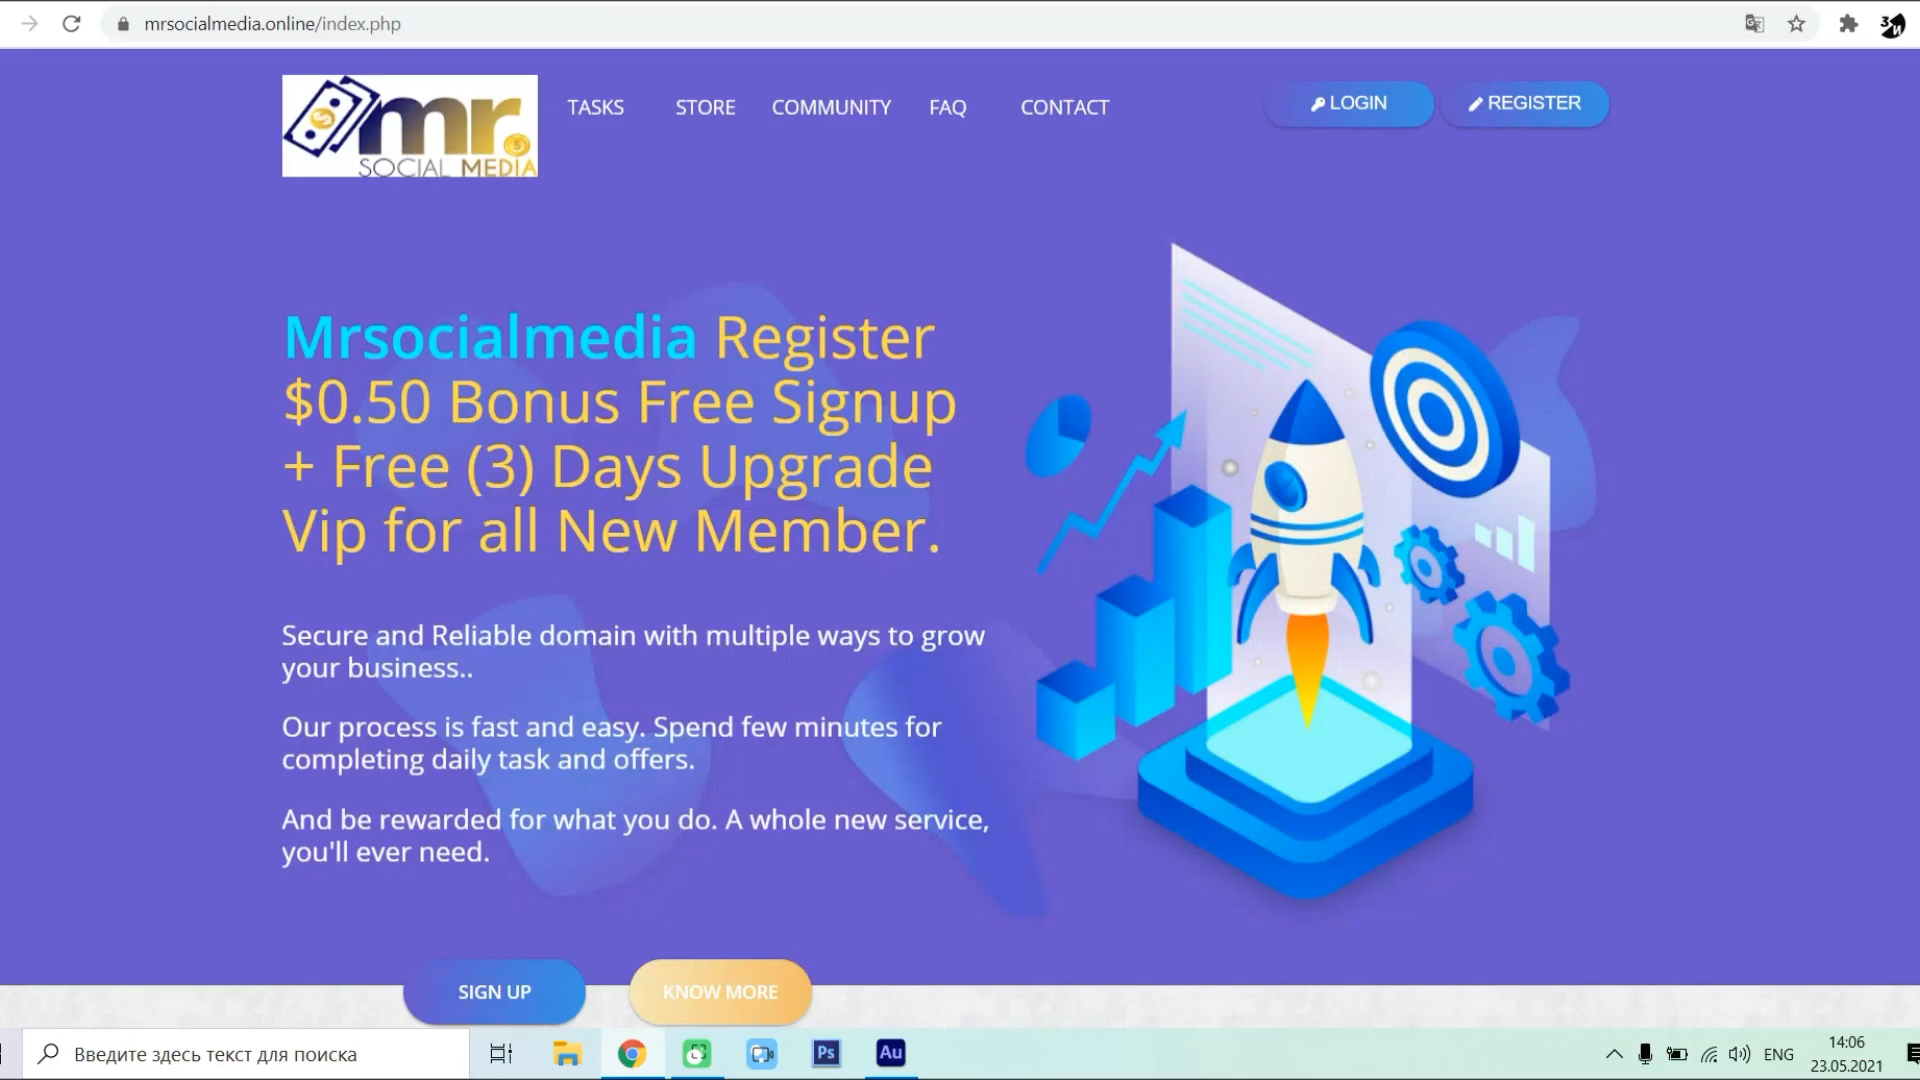 mrsocialmedia.online/index.php
mr.
SOCIAL MEDIA
TASKS
STORE
COMMUNITY
FAQ
CONTACT
LOGIN
REGISTER
Mrsocialmedia Register
$0.50 Bonus Free Signup
+ Free (3) Days Upgrade
Vip for all New Member.
Secure and Reliable domain with multiple ways to grow
your business..
Our process is fast and easy. Spend few minutes for
completing daily task and offers.
And be rewarded for what you do. A whole new service,
you'll ever need.
SIGN UP
KNOW MORE
Введите здесь текст для поиска
Ps
Au
ENG
14:06
23.05.2021